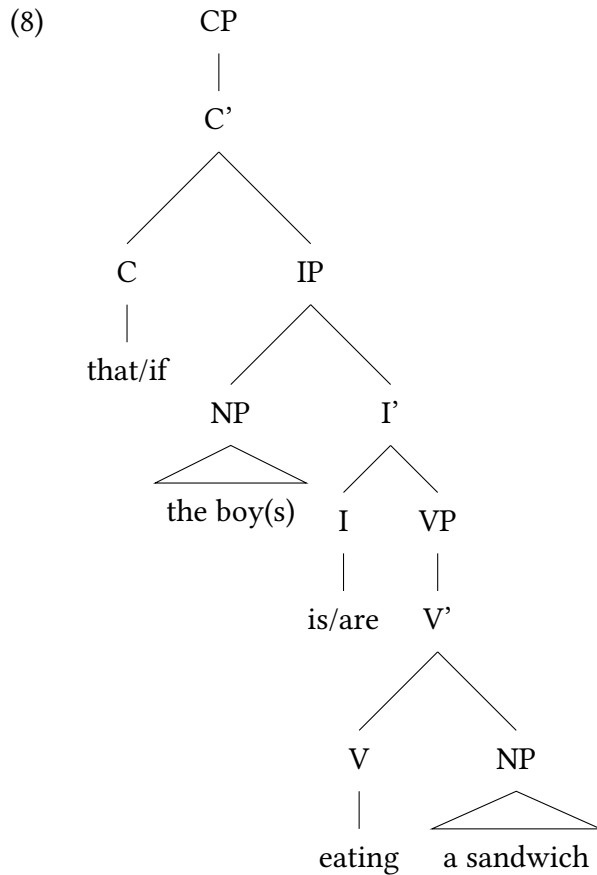 (8) CP
C’
C IP
that/if
NP I’
the boy(s) I VP
is/are V’
V NP
eating a sandwich